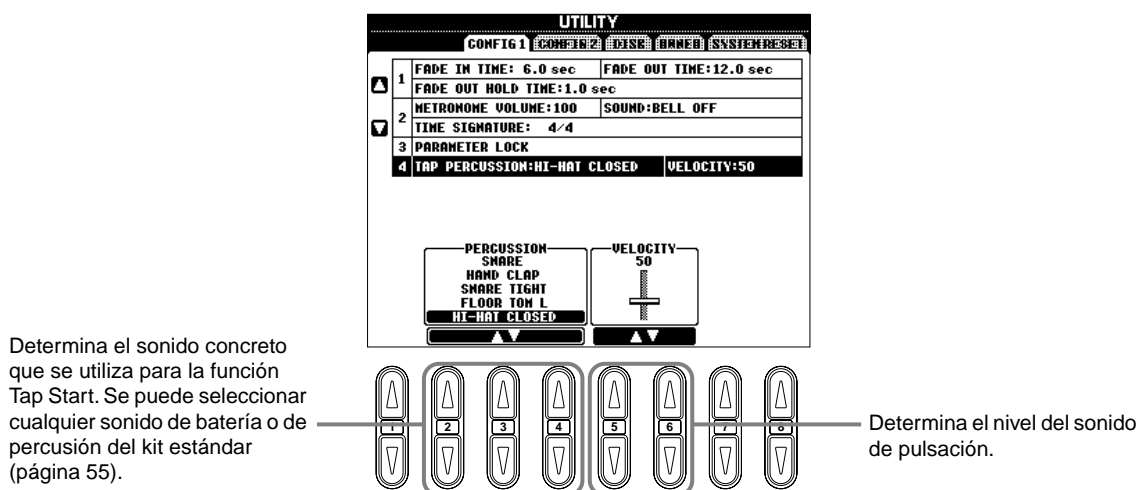 UTILITY
CONFIG 1 CONFIG 2 DISK OWNER SYSTEM RESET
1 FADE IN TIME: 6.0 sec FADE OUT TIME:12.0 sec
FADE OUT HOLD TIME:1.0 sec
2 METRONOME VOLUME:100 SOUND:BELL OFF
TIME SIGNATURE: 4/4
3 PARAMETER LOCK
4 TAP PERCUSSION:HI-HAT CLOSED VELOCITY:50
PERCUSSION
SNARE
HAND CLAP
SNARE TIGHT
FLOOR TOM L
HI-HAT CLOSED
VELOCITY
50
Determina el sonido concreto
que se utiliza para la función
Tap Start. Se puede seleccionar
cualquier sonido de batería o de
percusión del kit estándar
(página 55).
1 2 3 4 5 6 7 8
Determina el nivel del sonido
de pulsación.